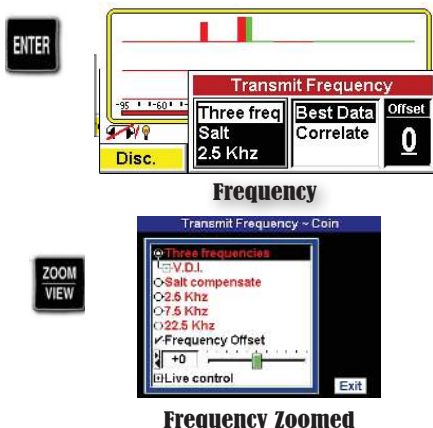 ENTER
-95 -60
Transmit Frequency
Three freq Best Data Offset
Salt Correlate 0
2.5 Khz
Disc.
Frequency
Transmit Frequency ~ Coin
Three frequencies
V.D.I.
Salt compensate
2.5 Khz
7.5 Khz
22.5 Khz
Frequency Offset
+0
Live control
Exit
ZOOM
VIEW
Frequency Zoomed